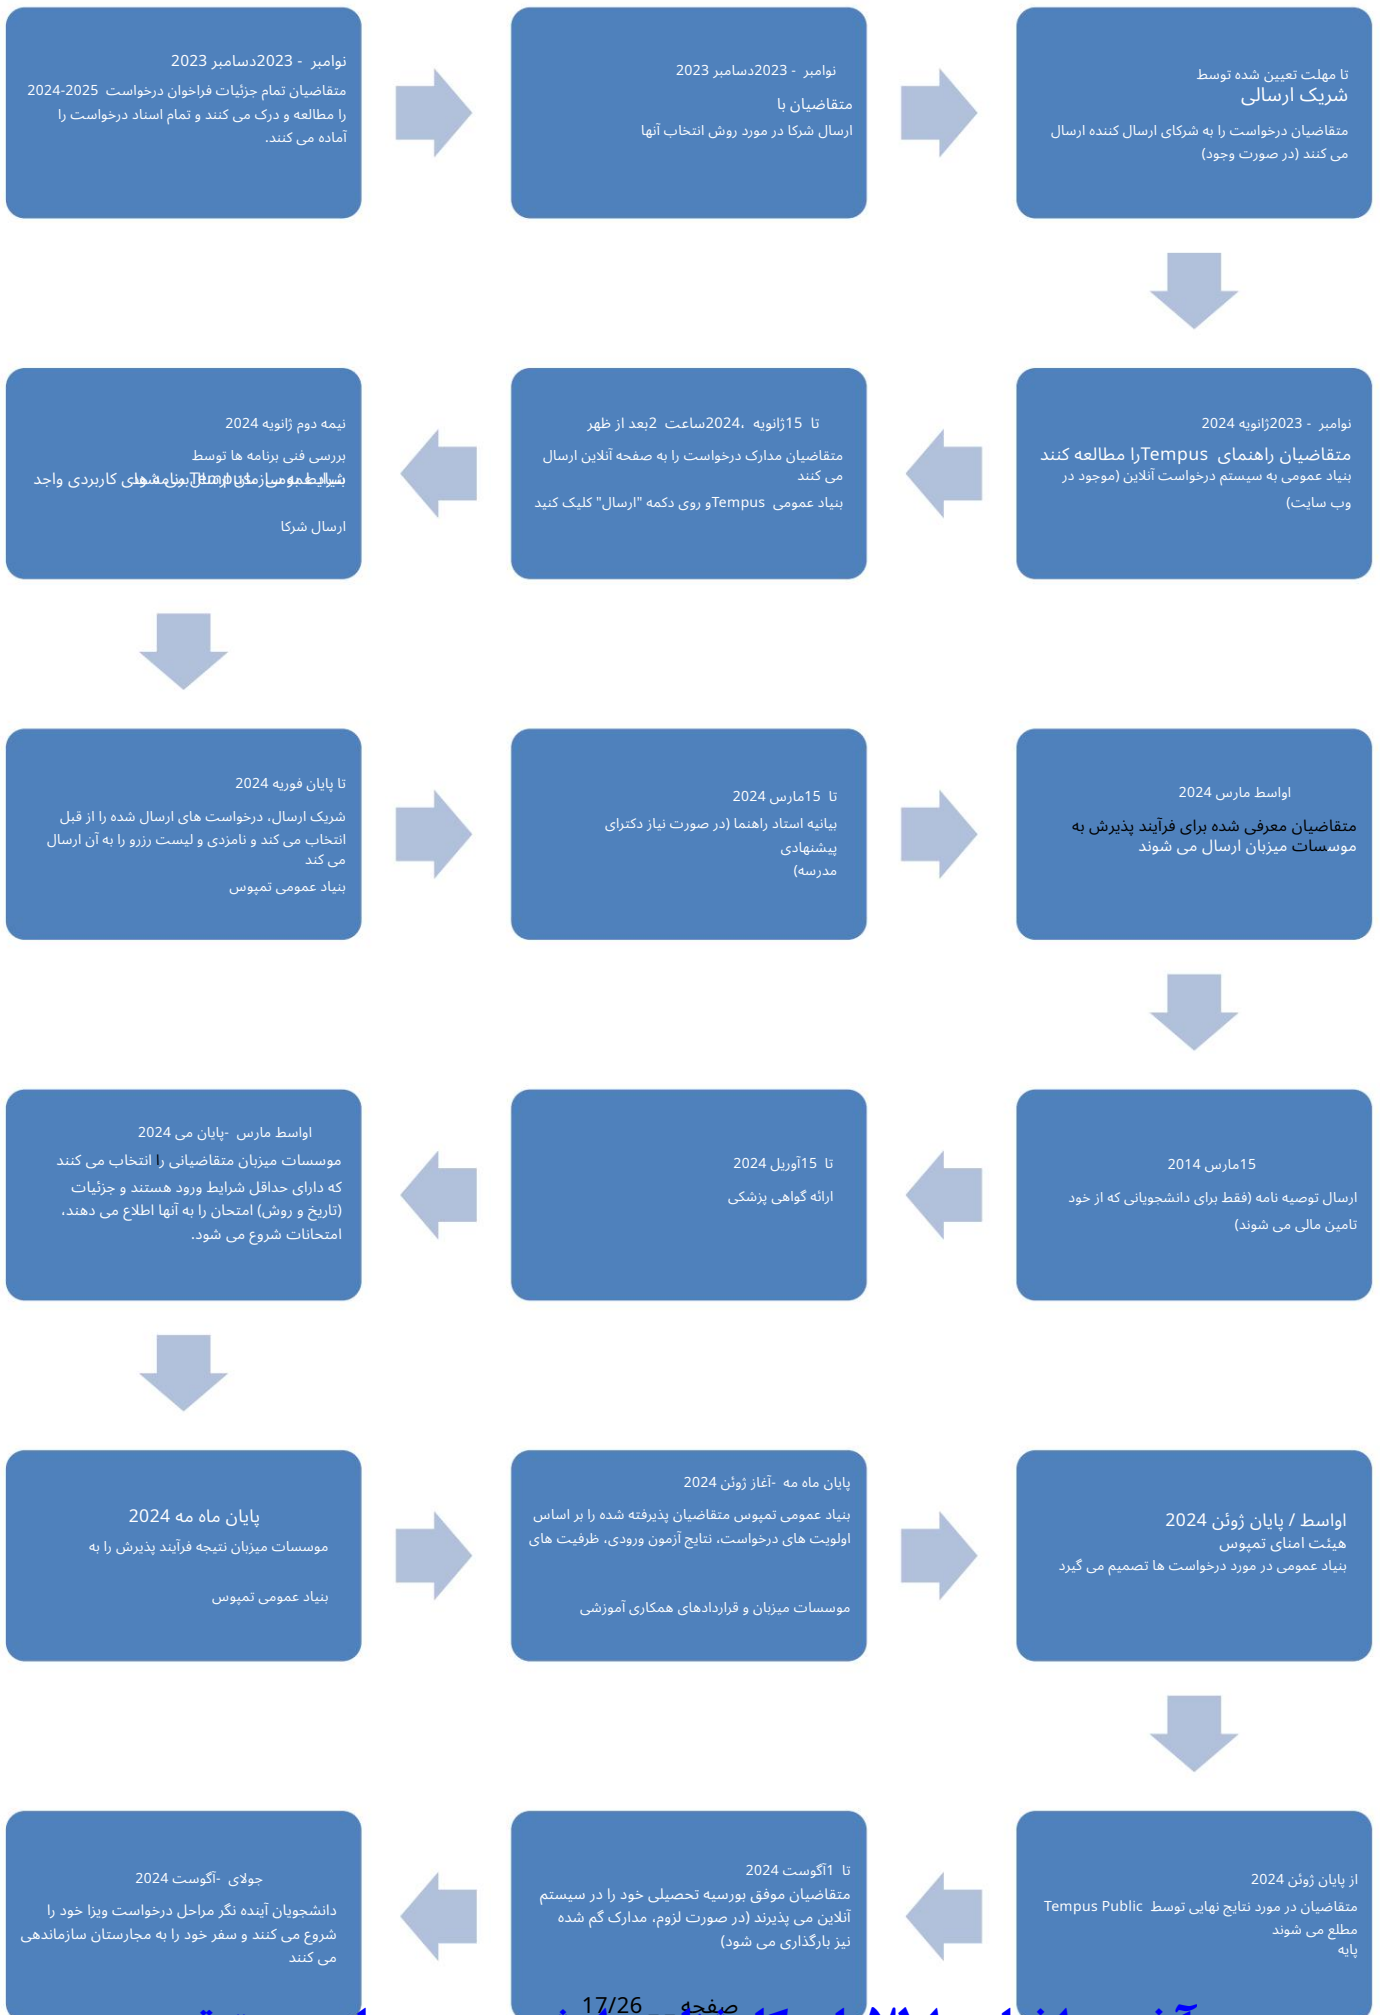 نوامبر - 2023دسامبر 2023
متقاضیان تمام جزئیات فراخوان درخواست 2025-2024
را مطالعه و درک می کنند و تمام اسناد درخواست را
آماده می کنند.
نوامبر - 2023دسامبر 2023
متقاضیان با
ارسال شرکا در مورد روش انتخاب آنها
تا مهلت تعیین شده توسط
شریک ارسالی
متقاضیان درخواست را به شرکای ارسال کننده ارسال
می کنند (در صورت وجود)
نوامبر - 2023ژانویه 2024
متقاضیان راهنمای Tempusرا مطالعه کنند
بنیاد عمومی به سیستم درخواست آنلاین (موجود در
وب سایت)
تا 15ژانویه ،2024ساعت 2بعد از ظهر
متقاضیان مدارک درخواست را به صفحه آنلاین ارسال
می کنند
بنیاد عمومی Tempusو روی دکمه "ارسال" کلیک کنید
نیمه دوم ژانویه 2024
بررسی فنی برنامه ها توسط
کاربردی واجد
ارسال شرکا
تا پایان فوریه 2024
شریک ارسال، درخواست های ارسال شده را از قبل
انتخاب می کند و نامزدی و لیست رزرو را به آن ارسال
می کند
بنیاد عمومی تمپوس
تا 15مارس 2024
بیانیه استاد راهنما (در صورت نیاز دکترای
پیشنهادی
مدرسه)
اواسط مارس 2024
متقاضیان معرفی شده برای فرآیند پذیرش به
موسسات میزبان ارسال می شوند
15مارس 2014
ارسال توصیه نامه (فقط برای دانشجویانی که از خود
تامین مالی می شوند)
تا 15آوریل 2024
ارائه گواهی پزشکی
اواسط مارس -پایان می 2024
موسسات میزبان متقاضیانی را انتخاب می کنند
که دارای حداقل شرایط ورود هستند و جزئیات
(تاریخ و روش) امتحان را به آنها اطلاع می دهند،
امتحانات شروع می شود.
پایان ماه مه 2024
موسسات میزبان نتیجه فرآیند پذیرش را به
بنیاد عمومی تمپوس
پایان ماه مه -آغاز ژوئن 2024
بنیاد عمومی تمپوس متقاضیان پذیرفته شده را بر اساس
اولویت های درخواست، نتایج آزمون ورودی، ظرفیت های
موسسات میزبان و قراردادهای همکاری آموزشی
اواسط / پایان ژوئن 2024
هیئت امنای تمپوس
بنیاد عمومی در مورد درخواست ها تصمیم می گیرد
از پایان ژوئن 2024
متقاضیان در مورد نتایج نهایی توسط Tempus Public
مطلع می شوند
پایه
تا 1آگوست 2024
متقاضیان موفق بورسیه تحصیلی خود را در سیستم
آنلاین می پذیرند (در صورت لزوم، مدارک گم شده
نیز بارگذاری می شود)
جولای -آگوست 2024
دانشجویان آینده نگر مراحل درخواست ویزا خود را
شروع می کنند و سفر خود را به مجارستان سازماندهی
می کنند
صفحه 17/26